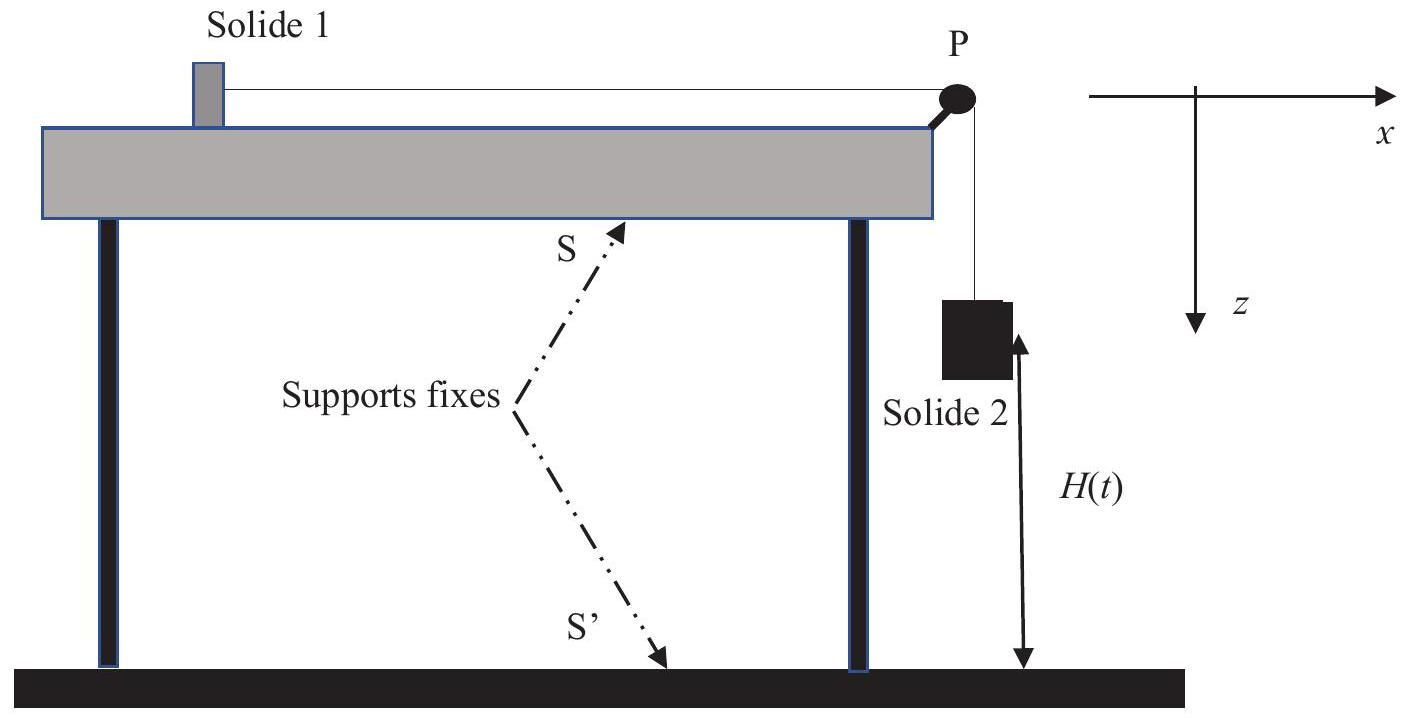 Solide 1
P
x
S
z
Supports fixes
Solide 2
H(t)
S’